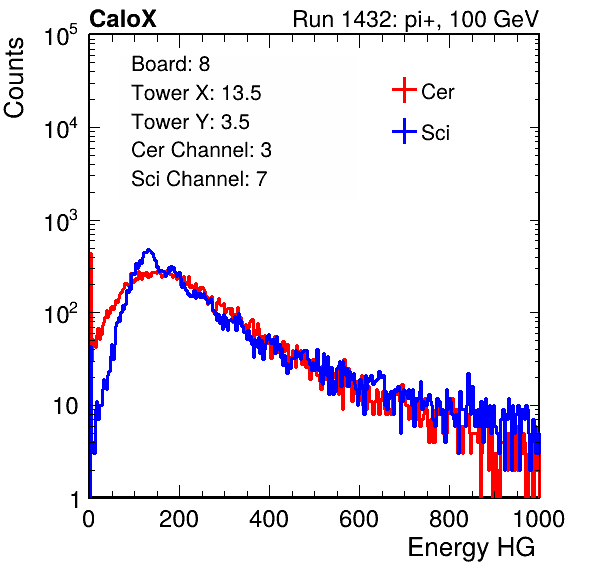 CaloX Run 1432: pi+, 100 GeV
Counts
Board: 8
Tower X: 13.5
Tower Y: 3.5
Cer Channel: 3
Sci Channel: 7
Cer
Sci
10^5
10^4
10^3
10^2
10
1
0 200 400 600 800 1000
Energy HG